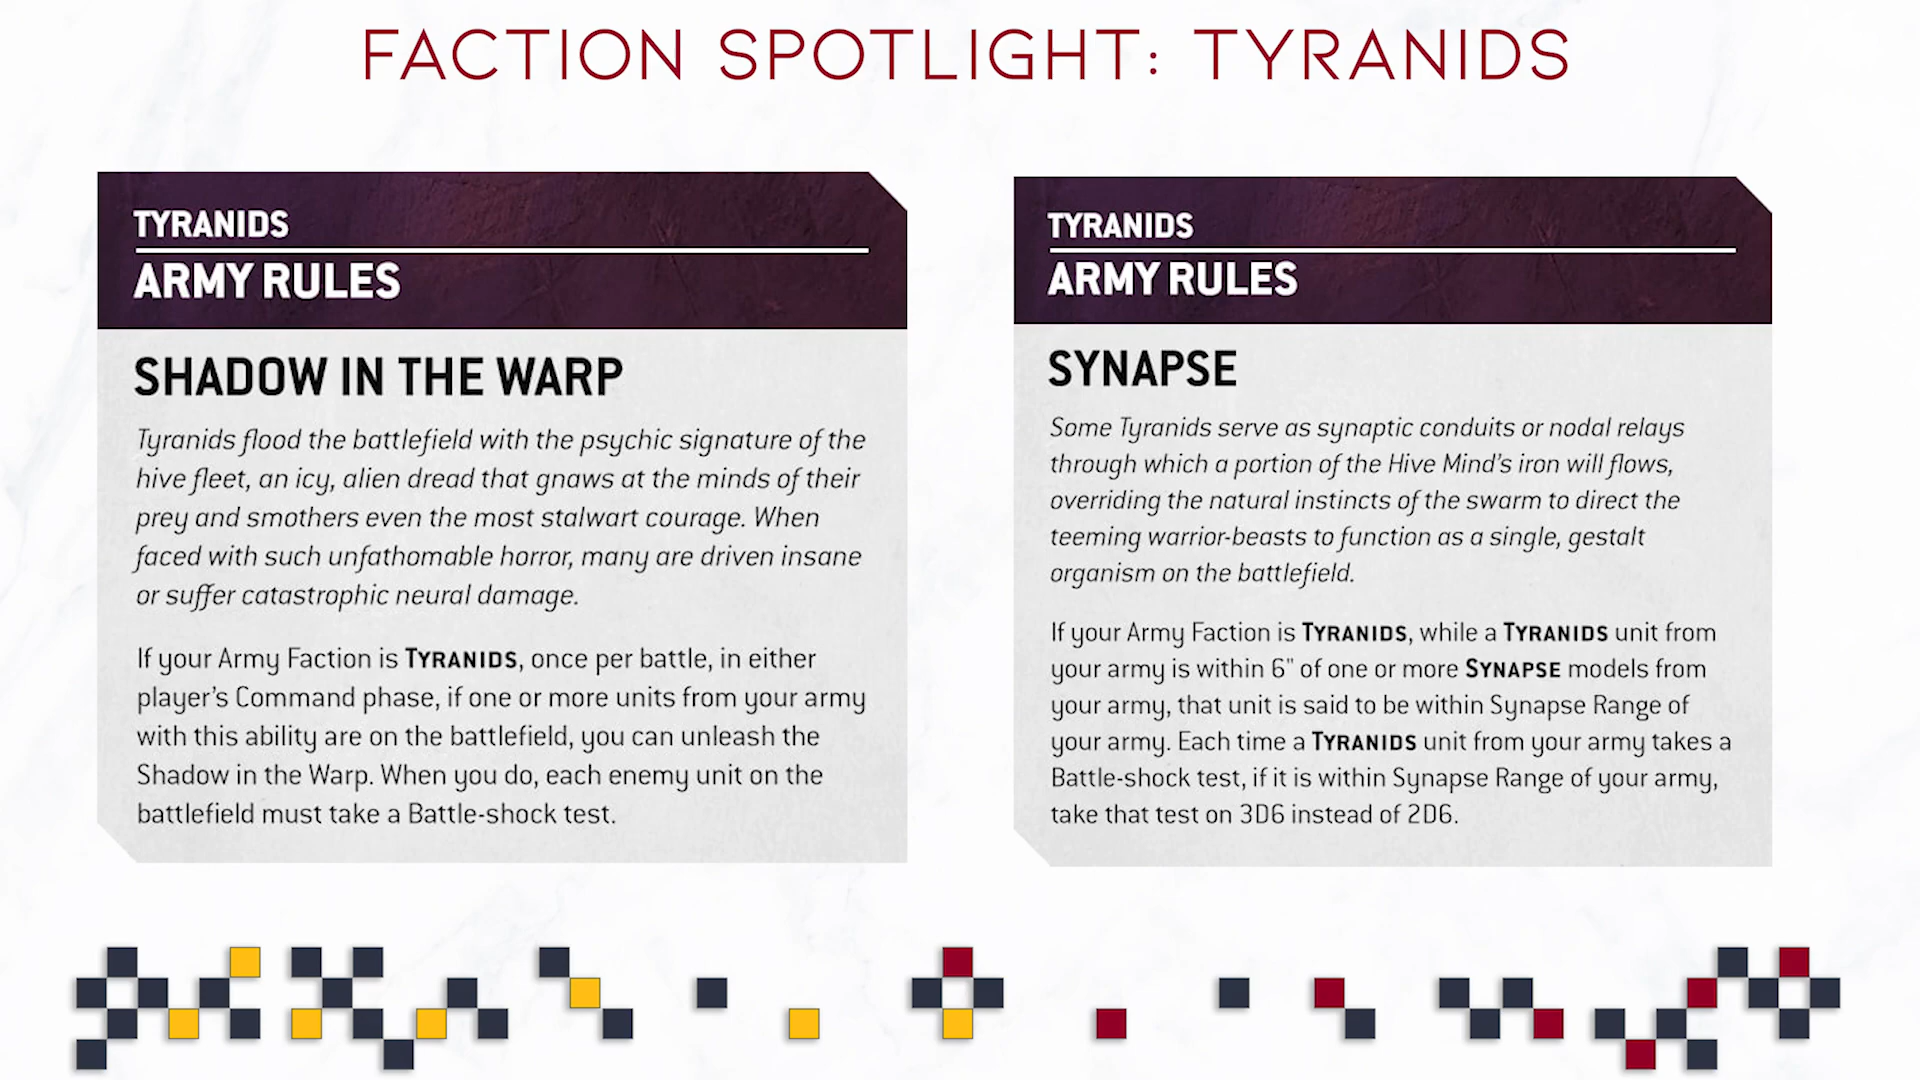 FACTION SPOTLIGHT: TYRANIDS
TYRANIDS
ARMY RULES
SHADOW IN THE WARP
Tyranids flood the battlefield with the psychic signature of the
hive fleet, an icy, alien dread that gnaws at the minds of their
prey and smothers even the most stalwart courage. When
faced with such unfathomable horror, many are driven insane
or suffer catastrophic neural damage.
If your Army Faction is TYRANIDS, once per battle, in either
player's Command phase, if one or more units from your army
with this ability are on the battlefield, you can unleash the
Shadow in the Warp. When you do, each enemy unit on the
battlefield must take a Battle-shock test.
TYRANIDS
ARMY RULES
SYNAPSE
Some Tyranids serve as synaptic conduits or nodal relays
through which a portion of the Hive Mind's iron will flows,
overriding the natural instincts of the swarm to direct the
teeming warrior-beasts to function as a single, gestalt
organism on the battlefield.
If your Army Faction is TYRANIDS, while a TYRANIDS unit from
your army is within 6" of one or more SYNAPSE models from
your army, that unit is said to be within Synapse Range of
your army. Each time a TYRANIDS unit from your army takes a
Battle-shock test, if it is within Synapse Range of your army,
take that test on 3D6 instead of 2D6.